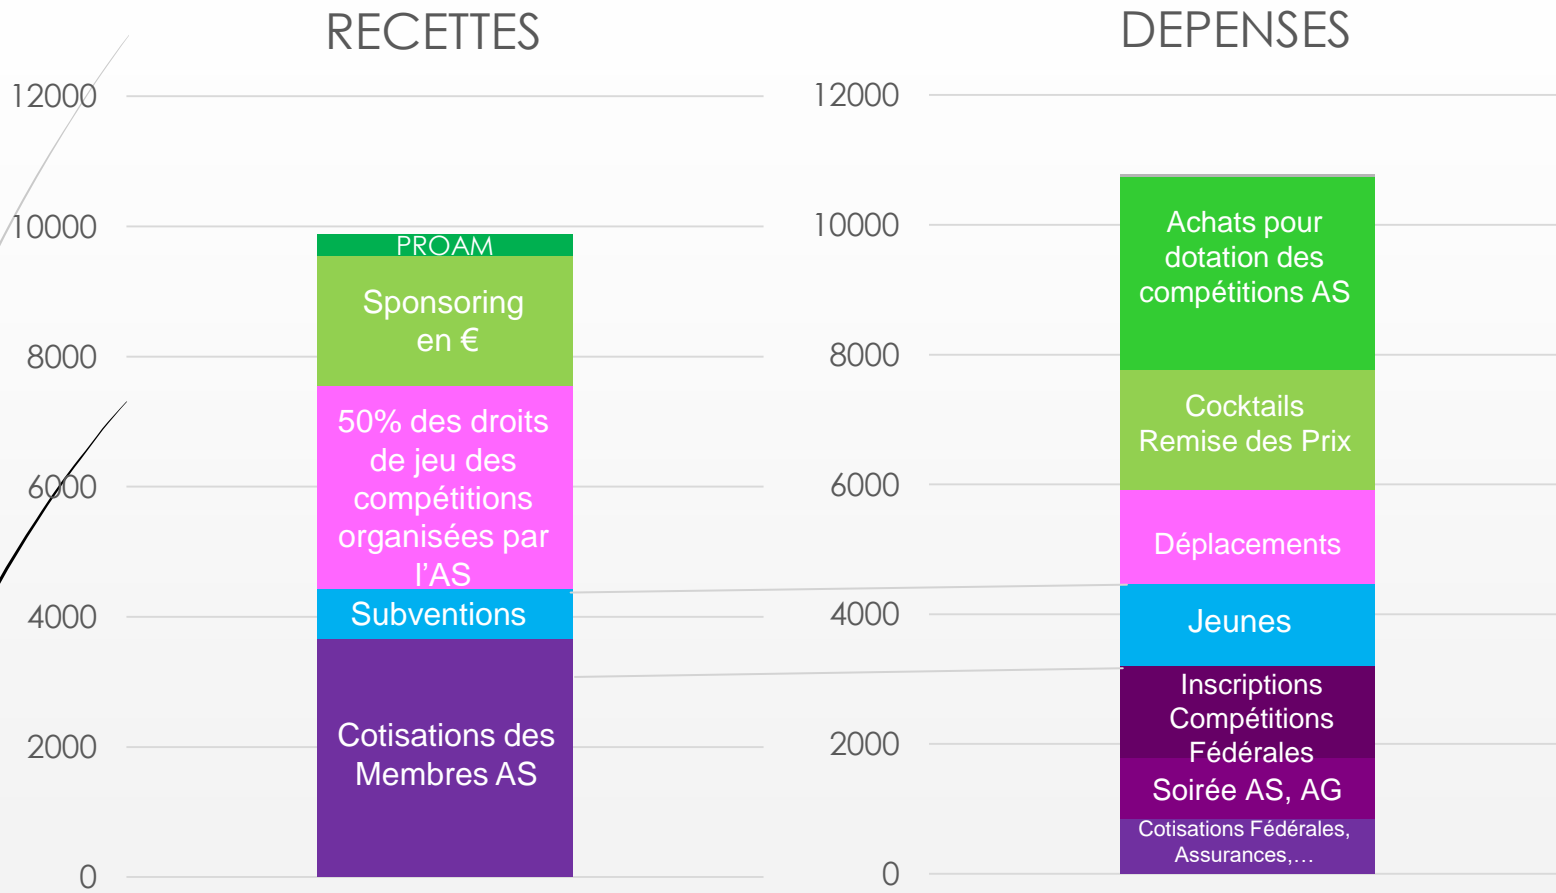 RECETTES
12000
10000
8000
6000
4000
2000
0
PROAM
Sponsoring
en €
50% des droits
de jeu des
compétitions
organisées par
l’AS
Subventions
Cotisations des
Membres AS
DEPENSES
12000
10000
8000
6000
4000
2000
0
Achats pour
dotation des
compétitions AS
Cocktails
Remise des Prix
Déplacements
Jeunes
Inscriptions
Compétitions
Fédérales
Soirée AS, AG
Cotisations Fédérales,
Assurances,…